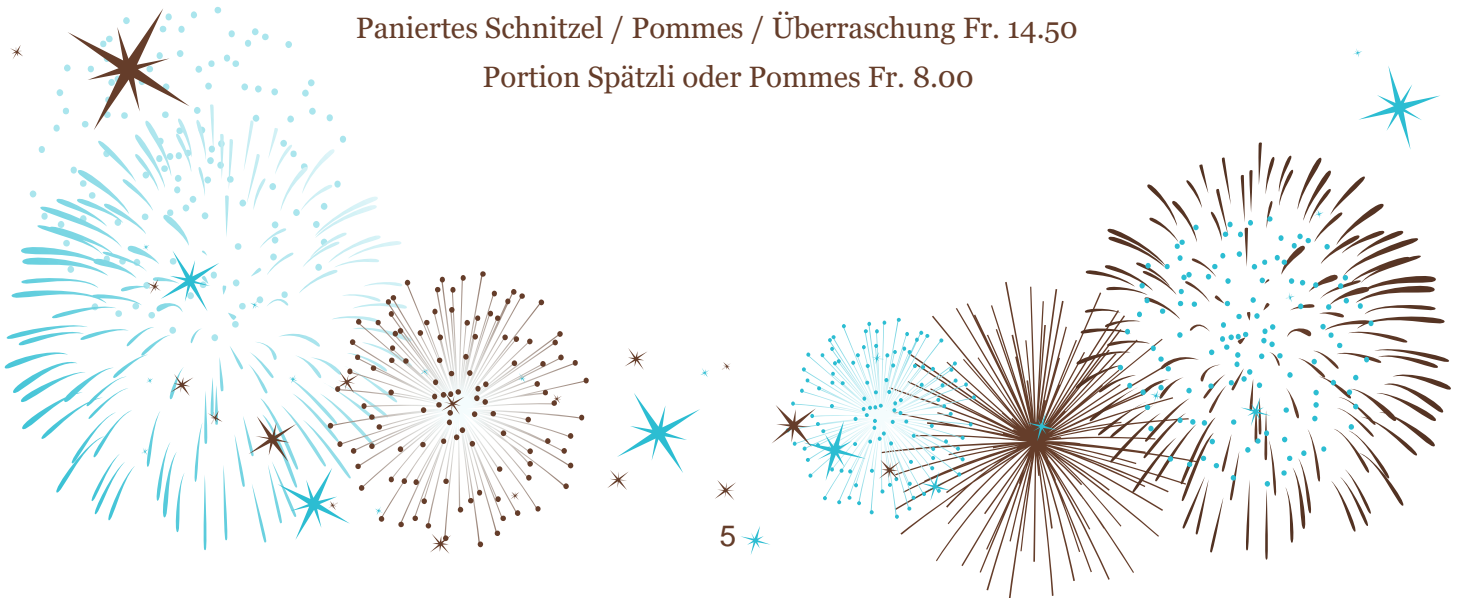 Paniertes Schnitzel / Pommes / Überraschung Fr. 14.50
Portion Spätzli oder Pommes Fr. 8.00
5